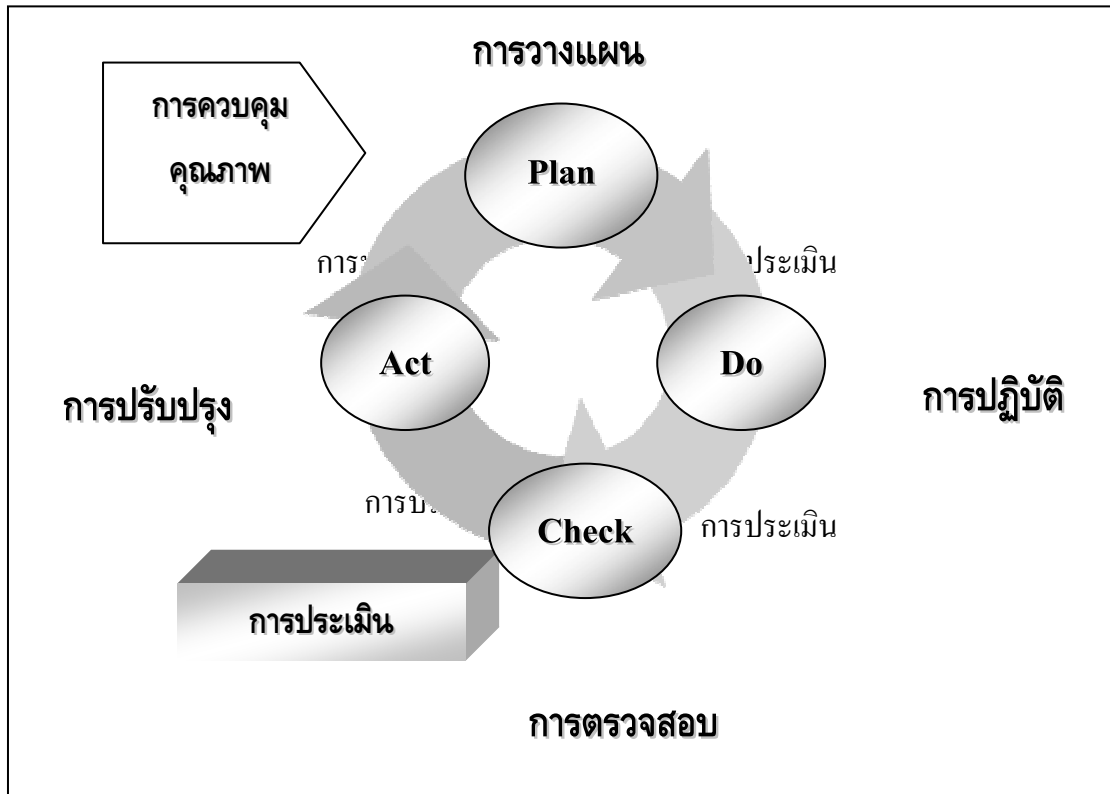 การวางแผน
การควบคุม
คุณภาพ
Plan
ประเมิน
Act
Do
การปรับปรุง
การปฏิบัติ
Check
การประเมิน
การประเมิน
การตรวจสอบ